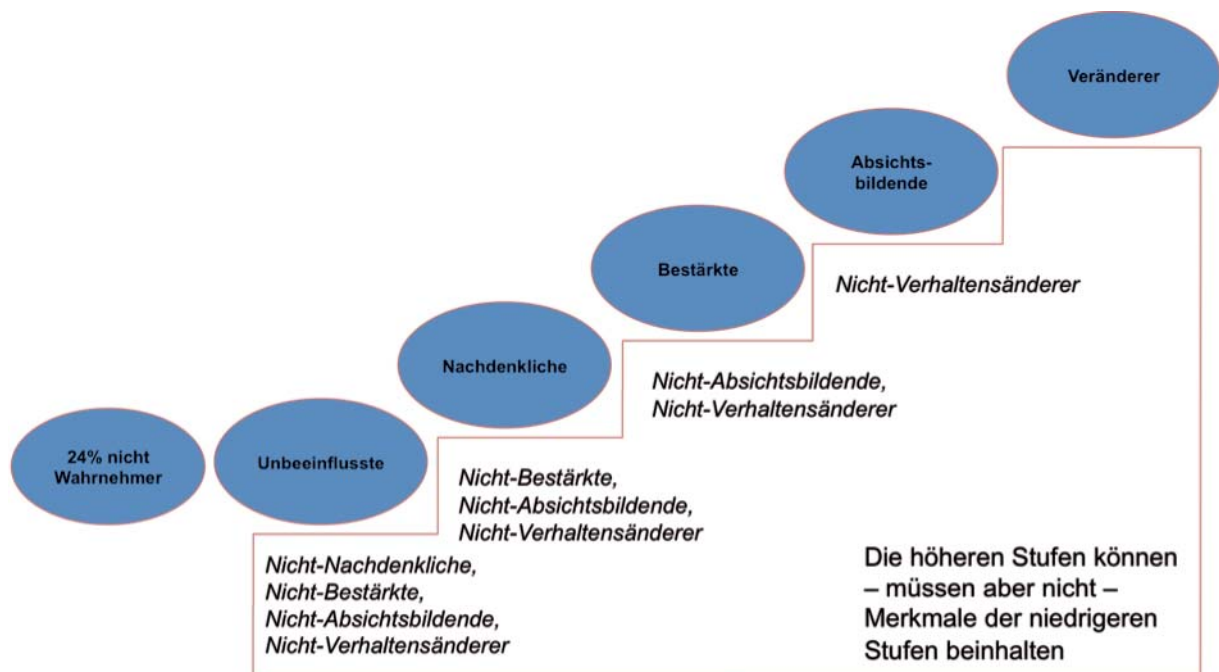 24% nicht
Wahrnehmer
Unbeeinflusste
Nicht-Nachdenkliche,
Nicht-Bestärkte,
Nicht-Absichtsbildende,
Nicht-Verhaltensänderer
Nachdenkliche
Nicht-Bestärkte,
Nicht-Absichtsbildende,
Nicht-Verhaltensänderer
Bestärkte
Nicht-Absichtsbildende,
Nicht-Verhaltensänderer
Absichts-
bildende
Nicht-Verhaltensänderer
Veränderer
Die höheren Stufen können
– müssen aber nicht –
Merkmale der niedrigeren
Stufen beinhalten